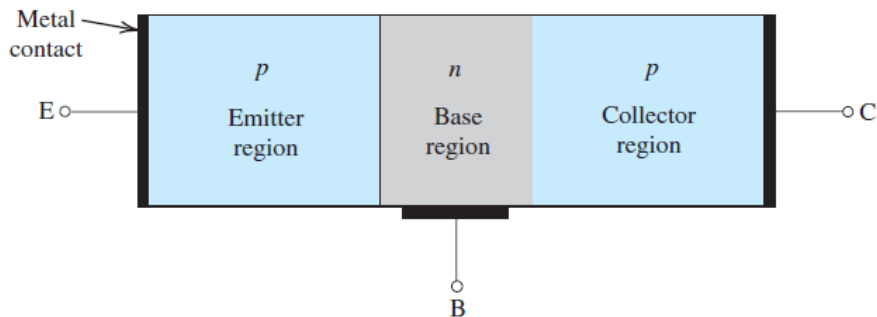 Metal
contact
p
n
p
E
Emitter
region
Base
region
Collector
region
C
B